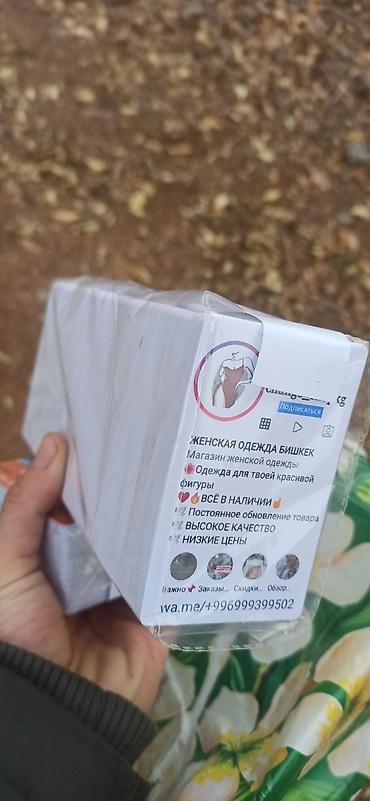 Подписаться
ЖЕНСКАЯ ОДЕЖДА БИШКЕК
Магазин женской одежды
Одежда для твоей красивой
фигуры
ВСЁ В НАЛИЧИИ
Постоянное обновление товара
ВЫСОКОЕ КАЧЕСТВО
НИЗКИЕ ЦЕНЫ
Важно Заказы... Скидки... Обзор...
wa.me/+996999399502